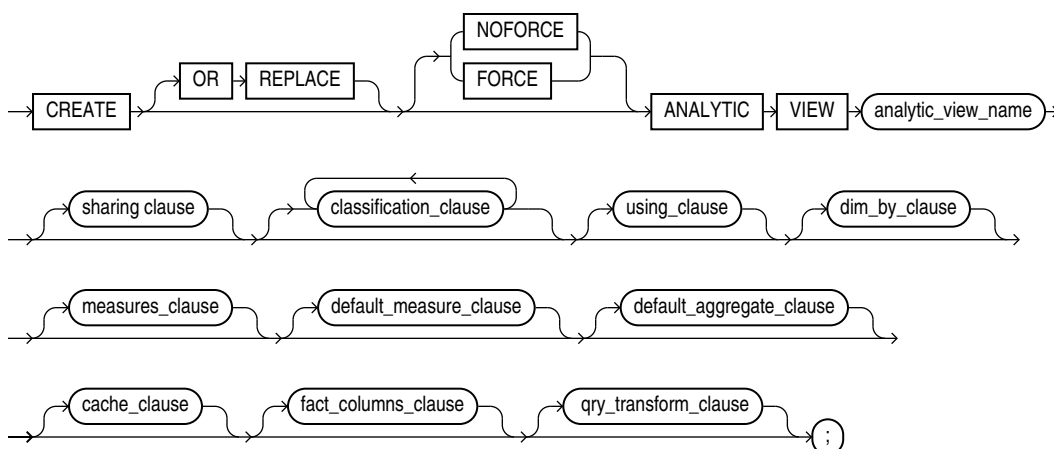 NOFORCE
OR REPLACE FORCE
CREATE ANALYTIC VIEW analytic_view_name
sharing clause classification_clause using_clause dim_by_clause
measures_clause default_measure_clause default_aggregate_clause
cache_clause fact_columns_clause qry_transform_clause ;